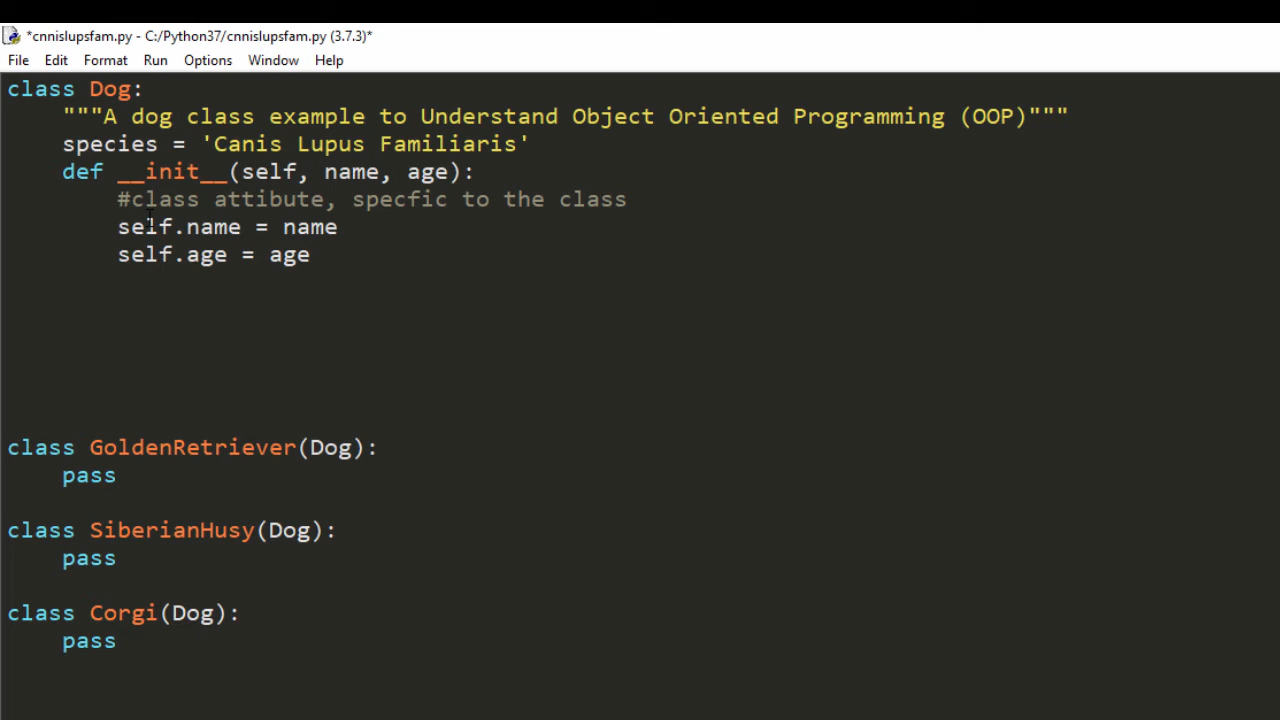 *cnnislupsfam.py - C:/Python37/cnnislupsfam.py (3.7.3)*
File Edit Format Run Options Window Help
class Dog:
    """A dog class example to Understand Object Oriented Programming (OOP)"""
    species = 'Canis Lupus Familiaris'
    def __init__(self, name, age):
        #class attibute, specfic to the class
        self.name = name
        self.age = age
class GoldenRetriever(Dog):
    pass
class SiberianHusy(Dog):
    pass
class Corgi(Dog):
    pass